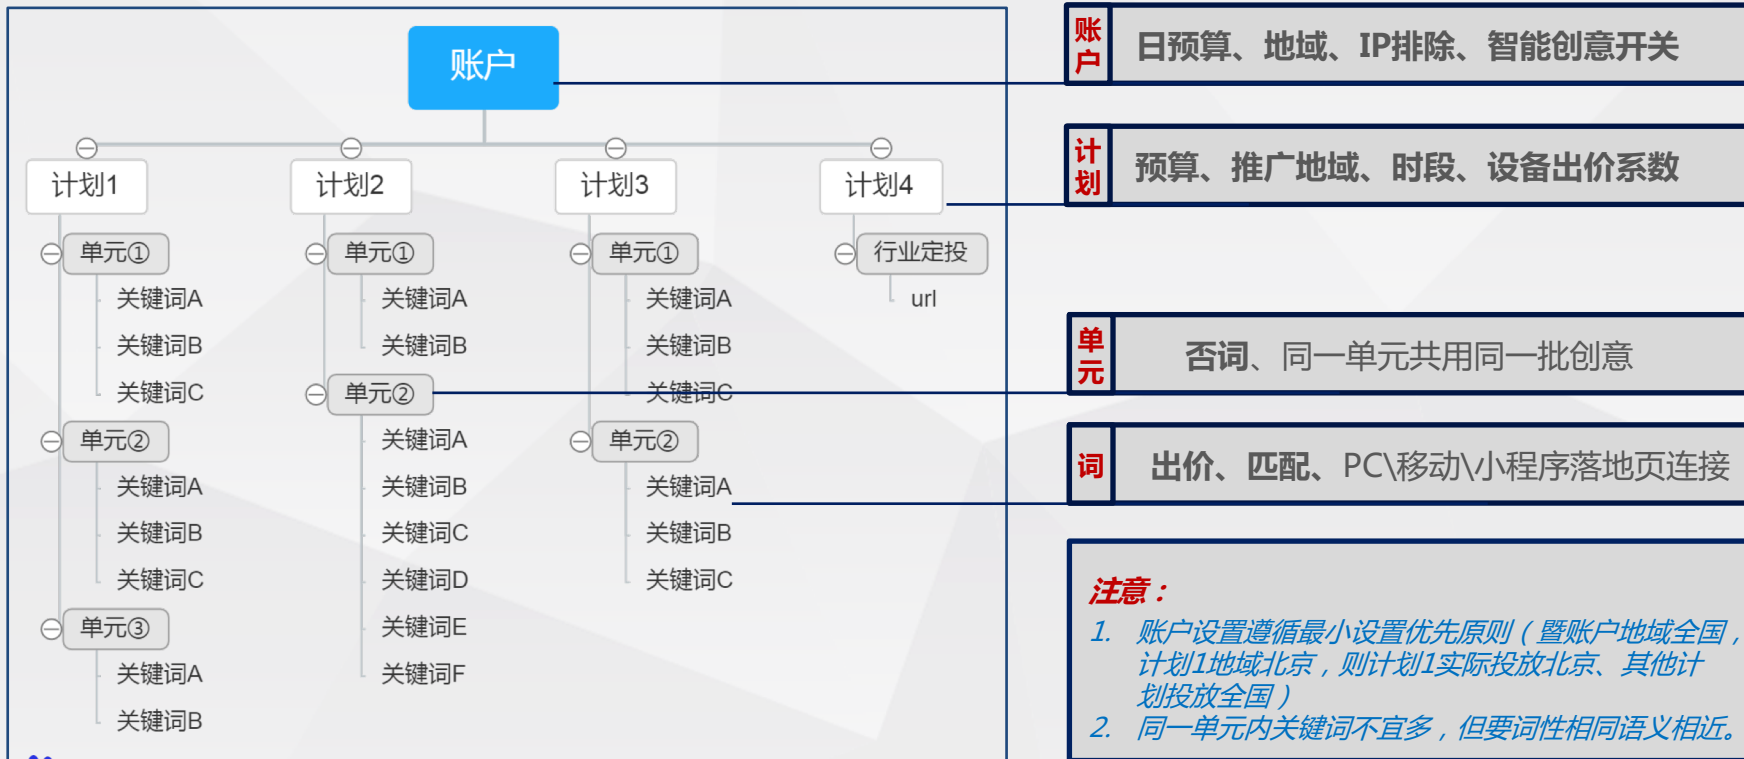 账户
计划1
单元①
关键词A
关键词B
关键词C
单元②
关键词A
关键词B
关键词C
单元③
关键词A
关键词B
计划2
单元①
关键词A
关键词B
单元②
关键词A
关键词B
关键词C
关键词D
关键词E
关键词F
计划3
单元①
关键词A
关键词B
关键词C
单元②
关键词A
关键词B
关键词C
计划4
行业定投
url
账户
日预算、地域、IP排除、智能创意开关
计划
预算、推广地域、时段、设备出价系数
单元
否词、同一单元共用同一批创意
词
出价、匹配、PC\移动\小程序落地页连接
注意：
1. 账户设置遵循最小设置优先原则（暨账户地域全国，
计划1地域北京，则计划1实际投放北京、其他计
划投放全国）
2. 同一单元内关键词不宜多，但要词性相同语义相近。